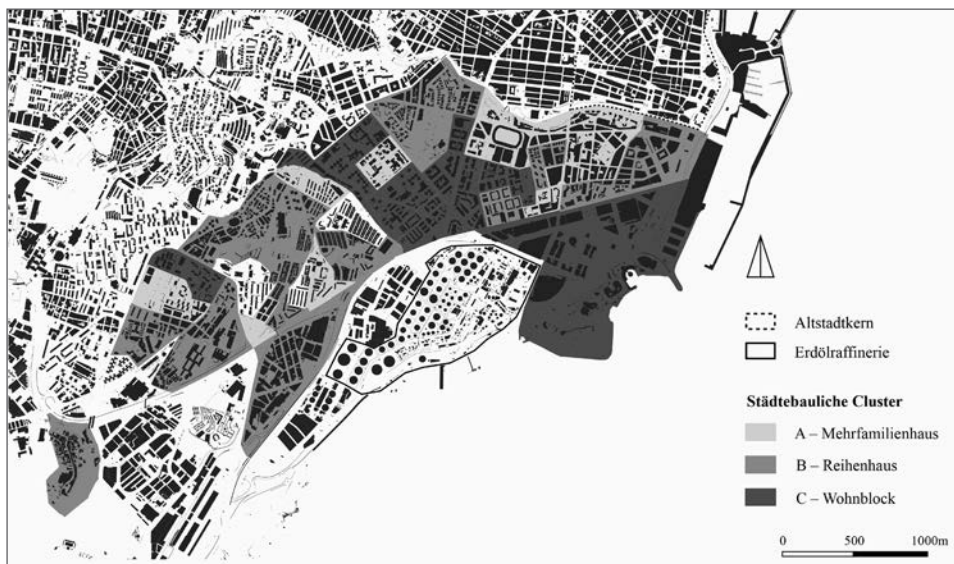 Altstadtkern
Erdölraffinerie
Städtebauliche Cluster
A – Mehrfamilienhaus
B – Reihenhaus
C – Wohnblock
0 500 1000m